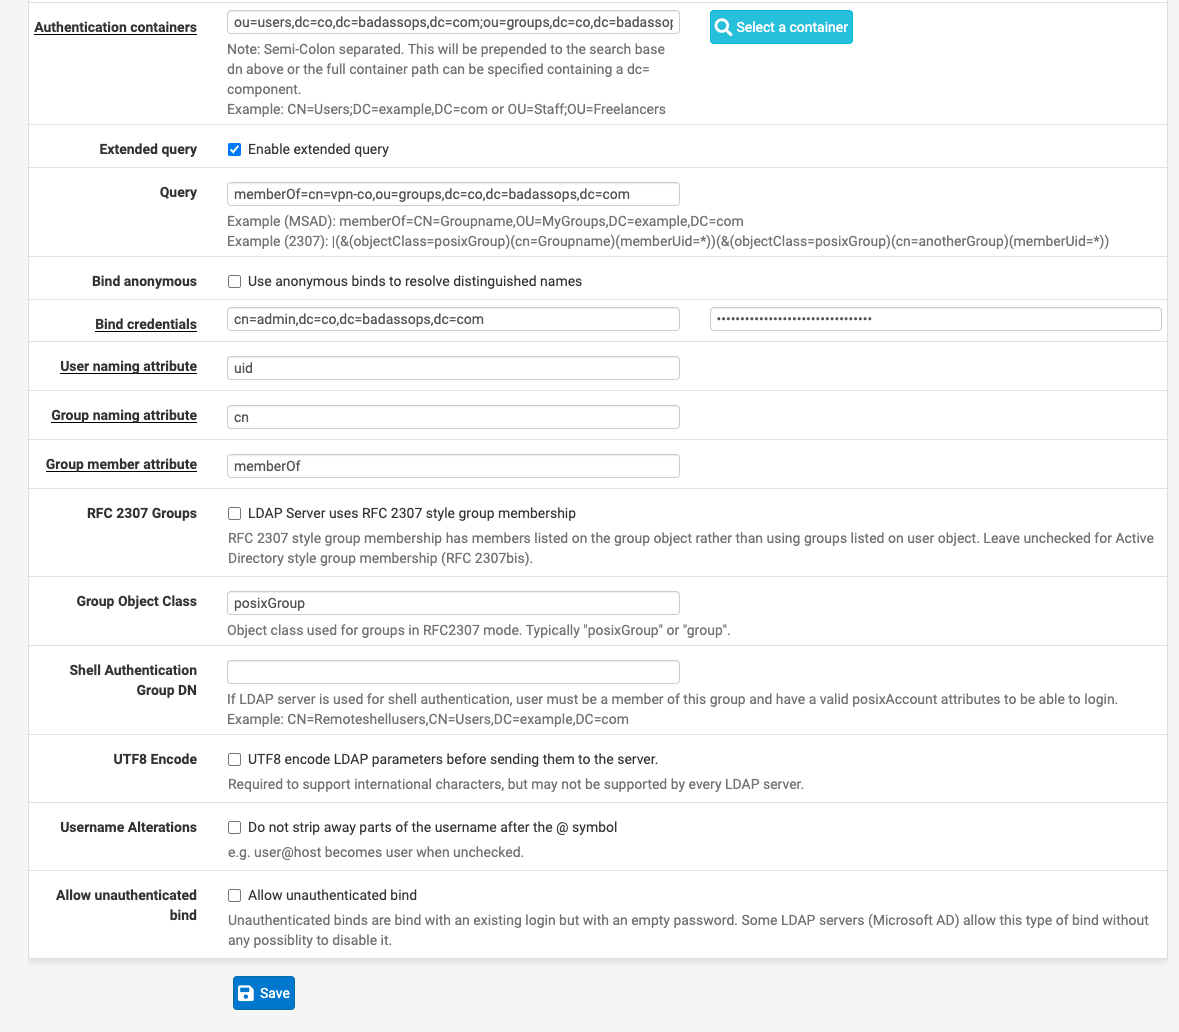 Authentication containers
ou=users,dc=co,dc=badassops,dc=com;ou=groups,dc=co,dc=badassop
Select a container
Note: Semi-Colon separated. This will be prepended to the search base
dn above or the full container path can be specified containing a dc=
component.
Example: CN=Users;DC=example,DC=com or OU=Staff;OU=Freelancers
Extended query
Enable extended query
Query
memberOf=cn=vpn-co,ou=groups,dc=co,dc=badassops,dc=com
Example (MSAD): memberOf=CN=Groupname,OU=MyGroups,DC=example,DC=com
Example (2307): |(&(objectClass=posixGroup)(cn=Groupname)(memberUid=*))(&(objectClass=posixGroup)(cn=anotherGroup)(memberUid=*))
Bind anonymous
Use anonymous binds to resolve distinguished names
Bind credentials
cn=admin,dc=co,dc=badassops,dc=com
User naming attribute
uid
Group naming attribute
cn
Group member attribute
memberOf
RFC 2307 Groups
LDAP Server uses RFC 2307 style group membership
RFC 2307 style group membership has members listed on the group object rather than using groups listed on user object. Leave unchecked for Active
Directory style group membership (RFC 2307bis).
Group Object Class
posixGroup
Object class used for groups in RFC2307 mode. Typically "posixGroup" or "group".
Shell Authentication
Group DN
If LDAP server is used for shell authentication, user must be a member of this group and have a valid posixAccount attributes to be able to login.
Example: CN=Remoteshellusers,CN=Users,DC=example,DC=com
UTF8 Encode
UTF8 encode LDAP parameters before sending them to the server.
Required to support international characters, but may not be supported by every LDAP server.
Username Alterations
Do not strip away parts of the username after the @ symbol
e.g. user@host becomes user when unchecked.
Allow unauthenticated
bind
Allow unauthenticated bind
Unauthenticated binds are bind with an existing login but with an empty password. Some LDAP servers (Microsoft AD) allow this type of bind without
any possiblity to disable it.
Save